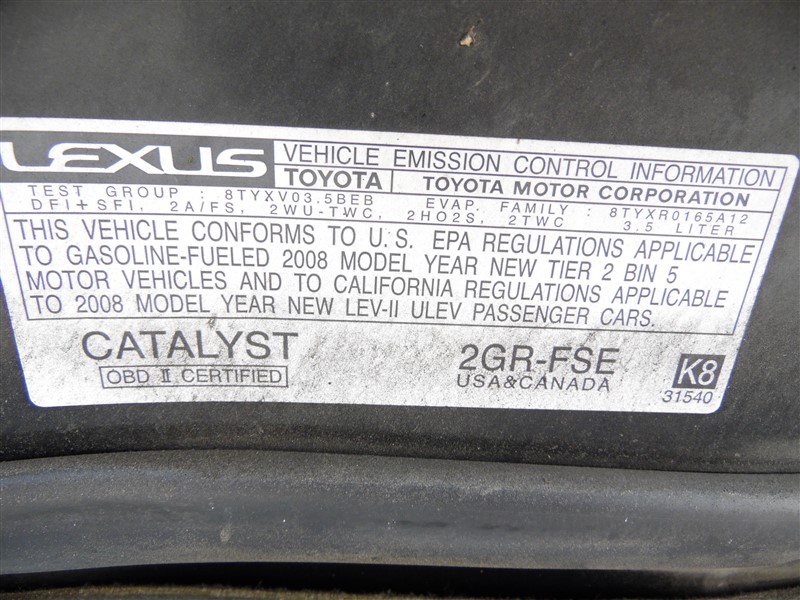 LEXUS VEHICLE EMISSION CONTROL INFORMATION
TOYOTA TOYOTA MOTOR CORPORATION
TEST GROUP : 8TYXV03.5BEB EVAP. FAMILY : 8TYXR0165A12
DFI+SFI, 2A/FS, 2WU-TWC, 2HO2S, 2TWC 3.5 LITER
THIS VEHICLE CONFORMS TO U.S. EPA REGULATIONS APPLICABLE
TO GASOLINE-FUELED 2008 MODEL YEAR NEW TIER 2 BIN 5
MOTOR VEHICLES AND TO CALIFORNIA REGULATIONS APPLICABLE
TO 2008 MODEL YEAR NEW LEV-II ULEV PASSENGER CARS.
CATALYST 2GR-FSE K8
OBD II CERTIFIED USA&CANADA 31540